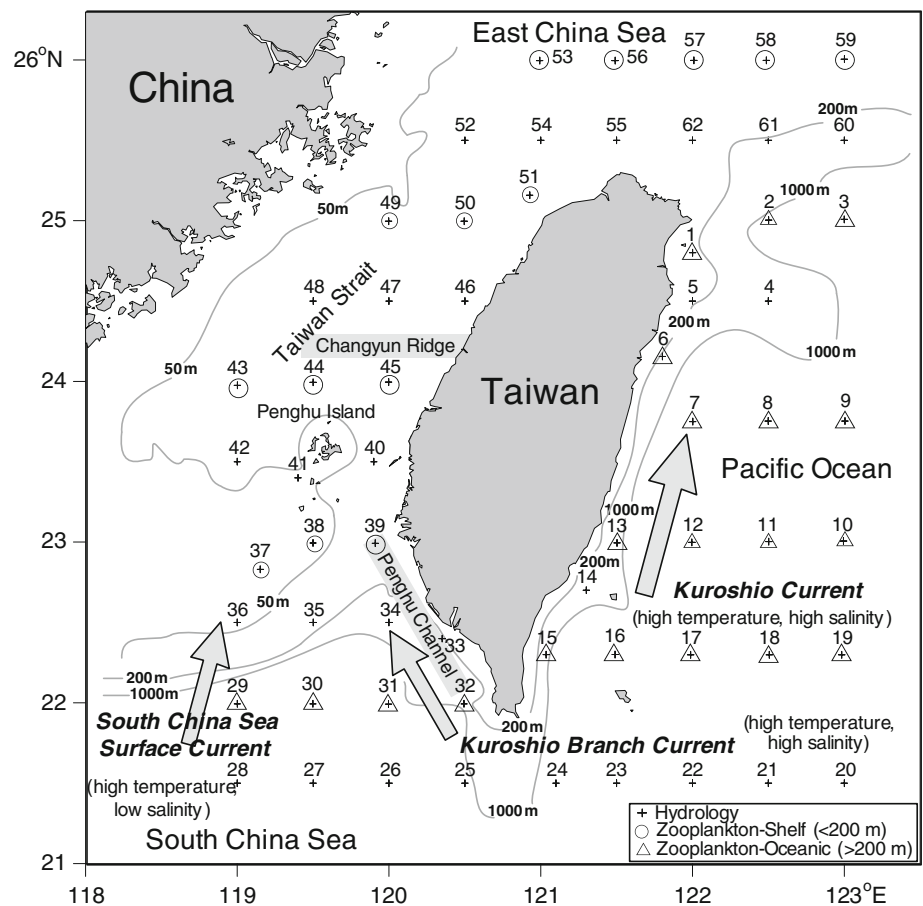 East China Sea
26°N
China
53
56
57
58
59
200m
52
54
55
62
61
60
51
1000m
50m
49
50
2
3
25
1
48
47
46
5
4
Taiwan Strait
200m
Changyun Ridge
6
1000m
50m
43
44
45
24
Taiwan
7
8
9
Penghu Island
42
41
40
Pacific Ocean
1000m
38
39
13
12
11
10
23
37
Penghu Channel
200m
14
Kuroshio Current
(high temperature, high salinity)
50m
36
35
34
33
15
16
17
18
19
200m
1000m
29
30
31
32
22
South China Sea
Surface Current
200m
Kuroshio Branch Current
(high temperature,
high salinity)
(high temperature,
low salinity)
28
27
26
25
24
23
22
21
20
1000m
South China Sea
Hydrology
Zooplankton-Shelf (<200 m)
Zooplankton-Oceanic (>200 m)
21
118
119
120
121
122
123°E